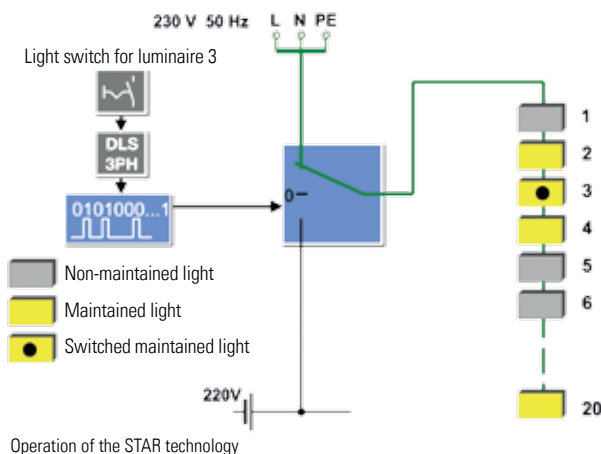 230 V 50 Hz L N PE
Light switch for luminaire 3
DLS
3PH
0101000...1
0
1
2
3
4
5
6
20
Non-maintained light
Maintained light
Switched maintained light
220V
Operation of the STAR technology